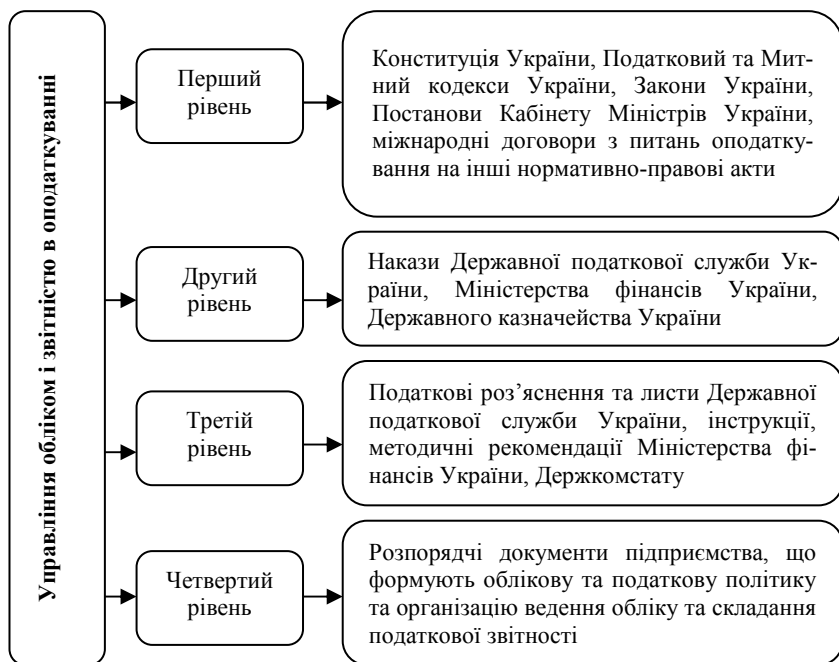 Управління обліком і звітністю в оподаткуванні
Перший
рівень
Конституція України, Податковий та Мит-
ний кодекси України, Закони України,
Постанови Кабінету Міністрів України,
міжнародні договори з питань оподатку-
вання на інші нормативно-правові акти
Другий
рівень
Накази Державної податкової служби Ук-
раїни, Міністерства фінансів України,
Державного казначейства України
Третій
рівень
Податкові роз’яснення та листи Державної
податкової служби України, інструкції,
методичні рекомендації Міністерства фі-
нансів України, Держкомстату
Четвертий
рівень
Розпорядчі документи підприємства, що
формують облікову та податкову політику
та організацію ведення обліку та складання
податкової звітності